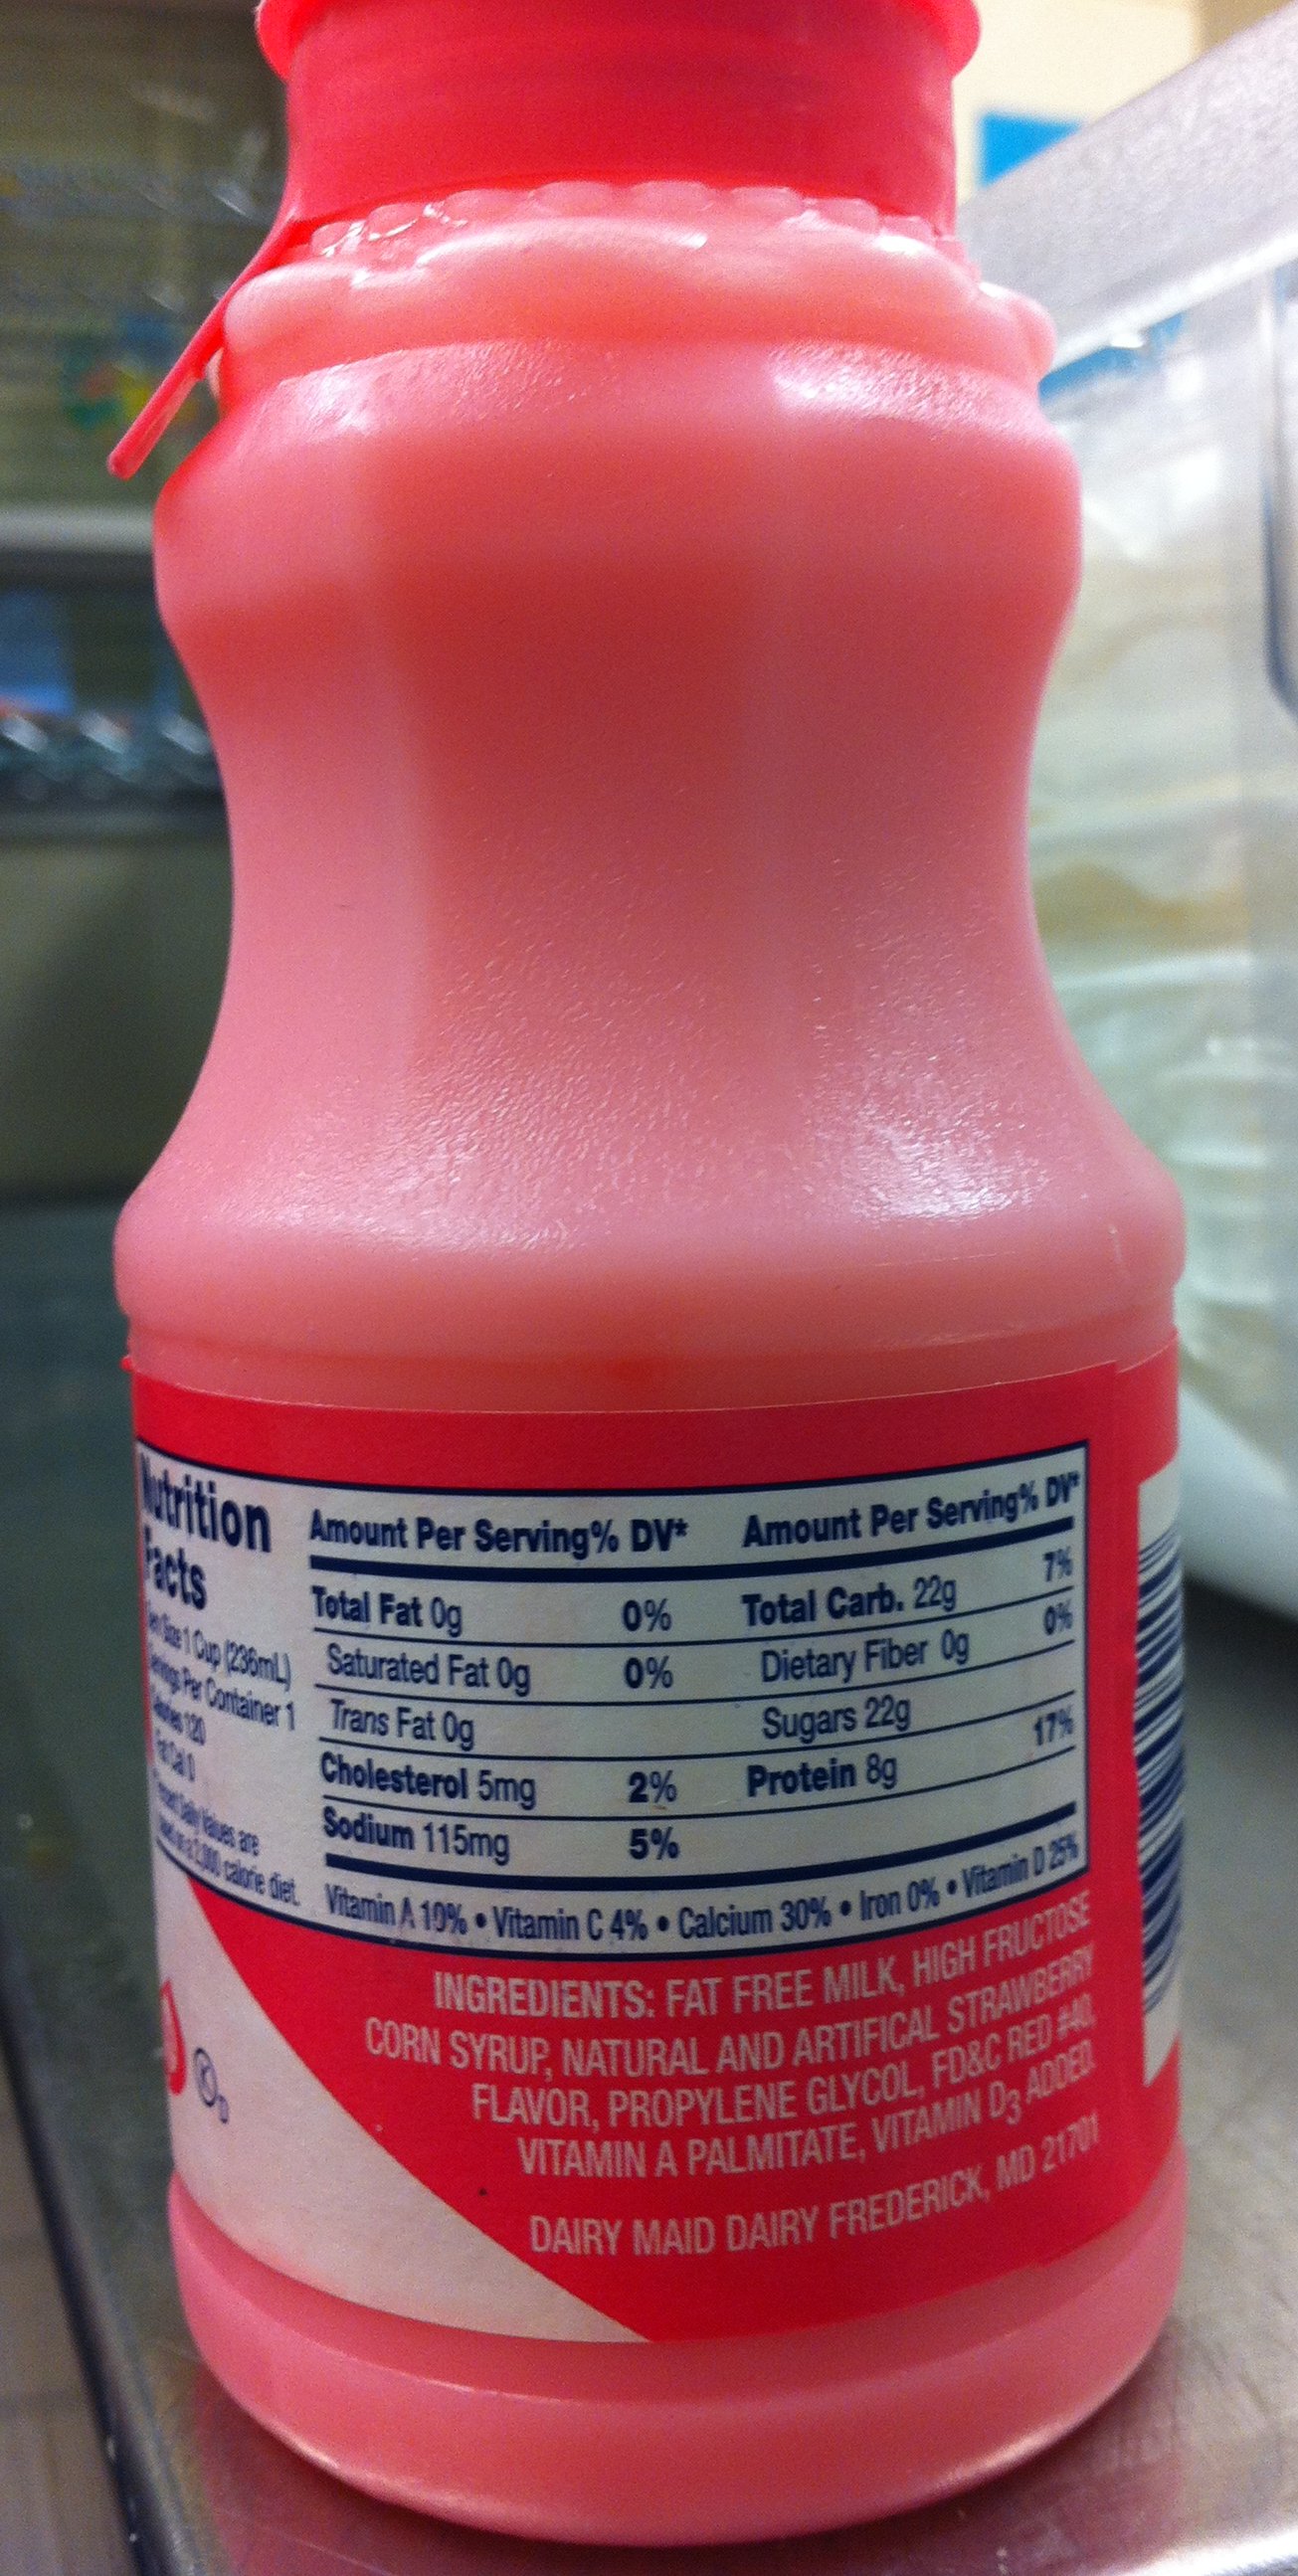 Nutrition
Facts
Serv Size 1 Cup (236mL)
Servings Per Container 1
Calories 120
Fat Cal 0
*Percent Daily Values are
based on a 2,000 calorie diet.
Amount Per Serving% DV*
Total Fat 0g 0%
Saturated Fat 0g 0%
Trans Fat 0g
Cholesterol 5mg 2%
Sodium 115mg 5%
Amount Per Serving% DV*
Total Carb. 22g 7%
Dietary Fiber 0g 0%
Sugars 22g
Protein 8g 17%
Vitamin A 10% • Vitamin C 4% • Calcium 30% • Iron 0% • Vitamin D 25%
INGREDIENTS: FAT FREE MILK, HIGH FRUCTOSE
CORN SYRUP, NATURAL AND ARTIFICAL STRAWBERRY
FLAVOR, PROPYLENE GLYCOL, FD&C RED #40,
VITAMIN A PALMITATE, VITAMIN D3 ADDED.
DAIRY MAID DAIRY FREDERICK, MD 21701
K D